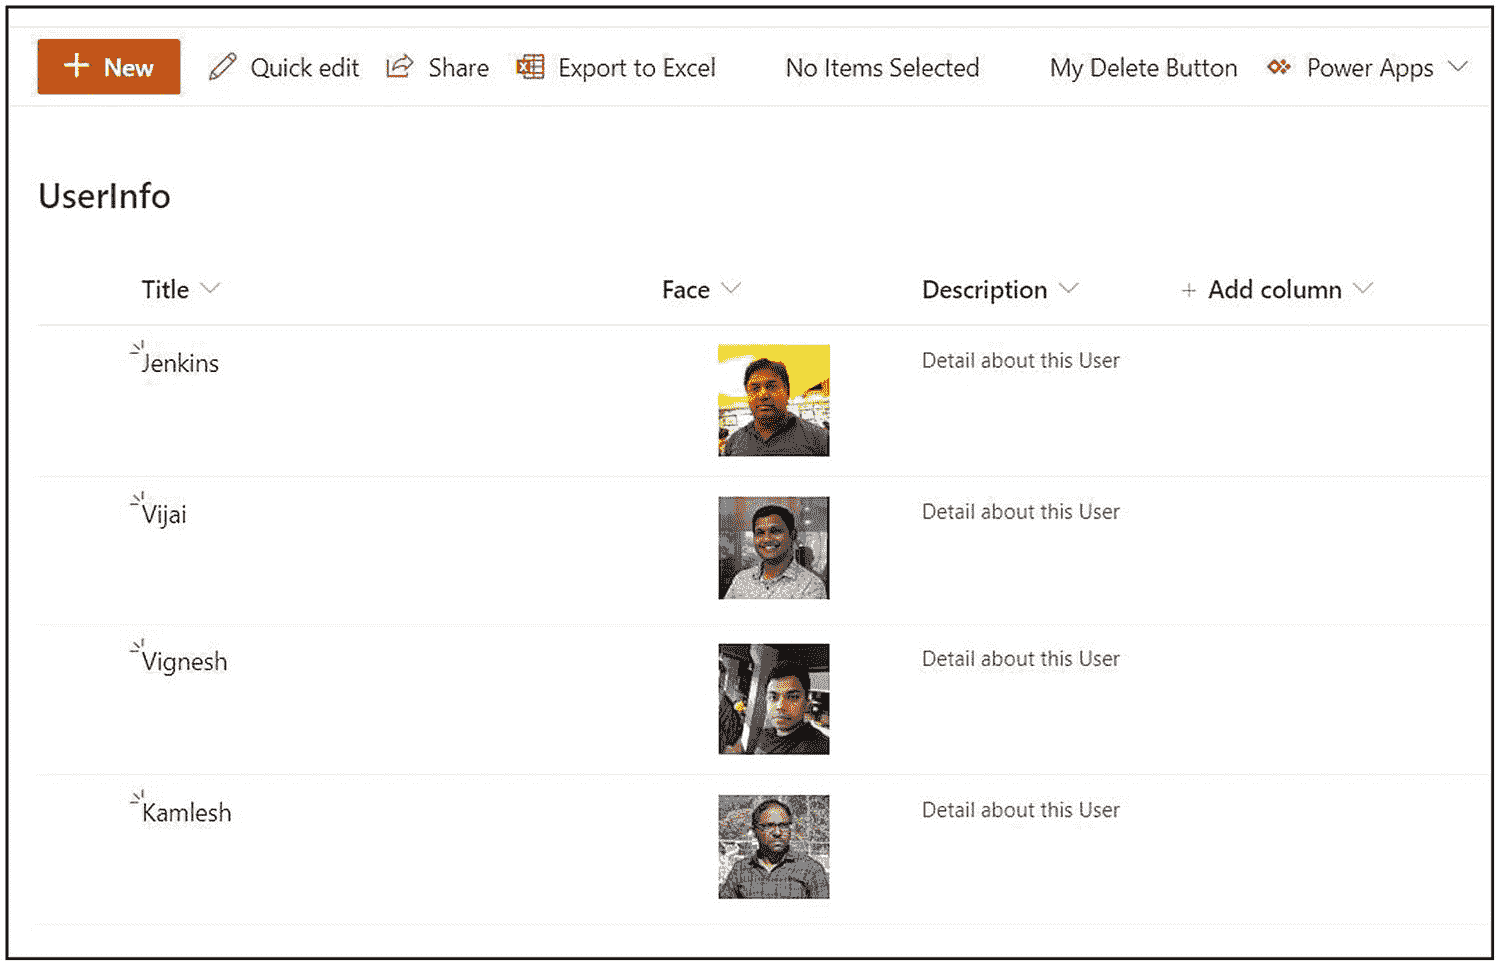 + New Quick edit Share Export to Excel No Items Selected My Delete Button Power Apps
UserInfo
Title Face Description + Add column
Jenkins Detail about this User
Vijai Detail about this User
Vignesh Detail about this User
Kamlesh Detail about this User